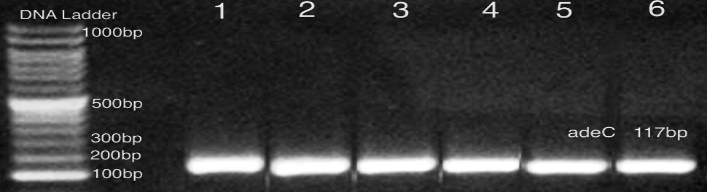 DNA Ladder
1 2 3 4 5 6
1000bp
500bp
adeC 117bp
300bp
200bp
100bp